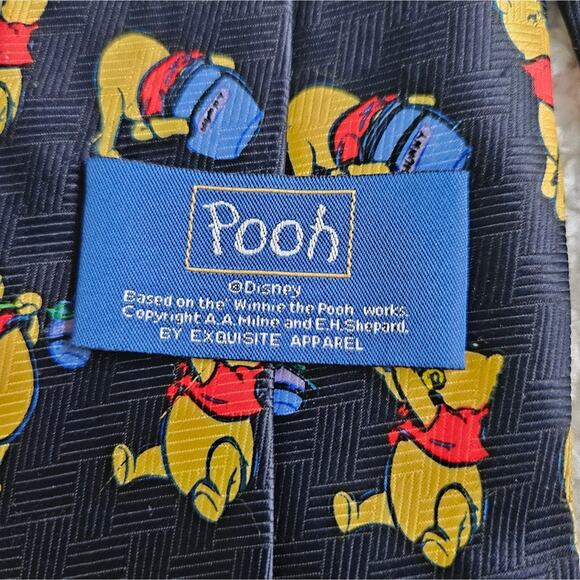 Pooh
©Disney
Based on the "Winnie the Pooh" works.
Copyright A.A. Milne and E.H. Shepard.
BY EXQUISITE APPAREL